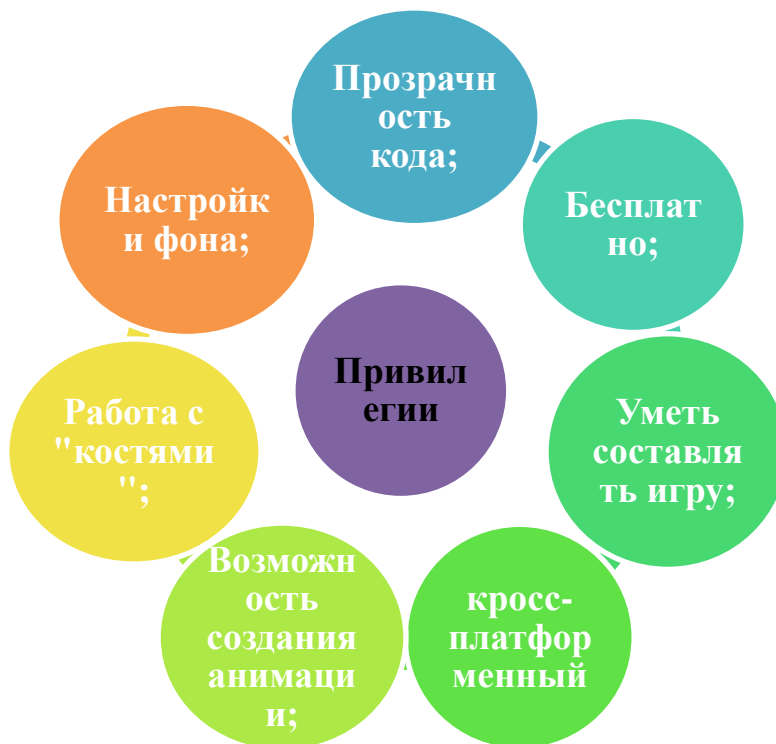 Прозрачн
ость
кода;
Бесплат
но;
Уметь
составля
ть игру;
кросс-
платфор
менный
Возможн
ость
создания
анимаци
и;
Работа с
"костями
";
Настройк
и фона;
Привил
егии